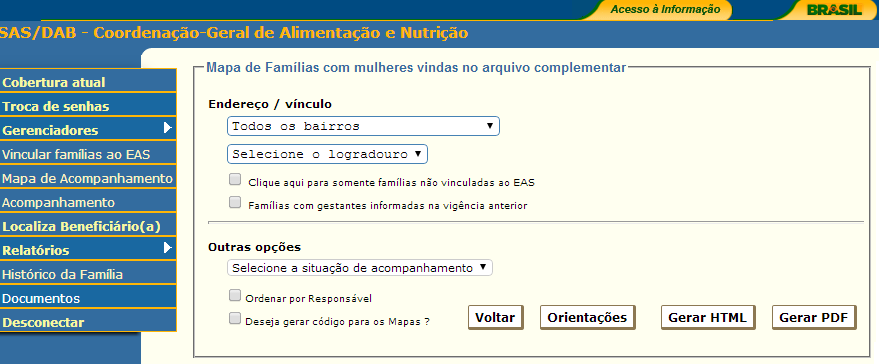 Acesso à Informação
BRASIL
SAS/DAB - Coordenação-Geral de Alimentação e Nutrição
Cobertura atual
Troca de senhas
Gerenciadores
Vincular famílias ao EAS
Mapa de Acompanhamento
Acompanhamento
Localiza Beneficiário(a)
Relatórios
Histórico da Família
Documentos
Desconectar
Mapa de Famílias com mulheres vindas no arquivo complementar
Endereço / vínculo
Todos os bairros
Selecione o logradouro
Clique aqui para somente famílias não vinculadas ao EAS
Famílias com gestantes informadas na vigência anterior
Outras opções
Selecione a situação de acompanhamento
Ordenar por Responsável
Deseja gerar código para os Mapas ?
Voltar
Orientações
Gerar HTML
Gerar PDF